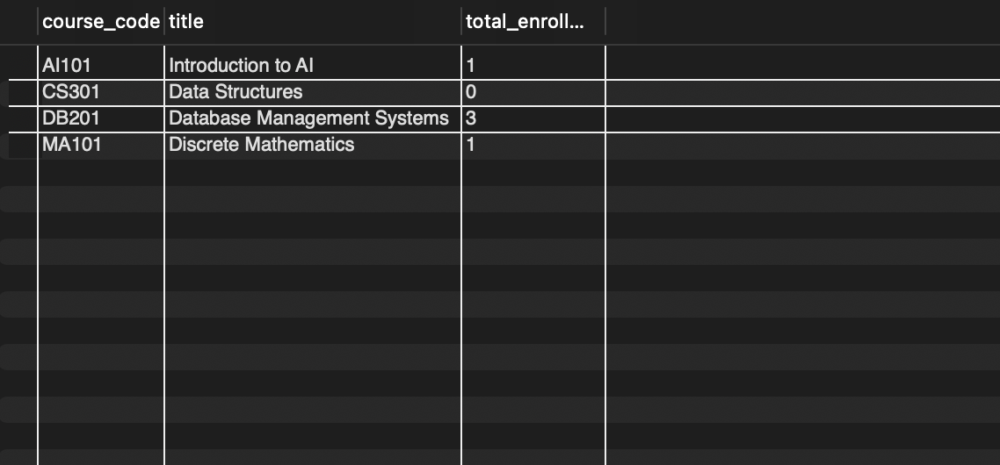 course_code title total_enroll...
AI101 Introduction to AI 1
CS301 Data Structures 0
DB201 Database Management Systems 3
MA101 Discrete Mathematics 1